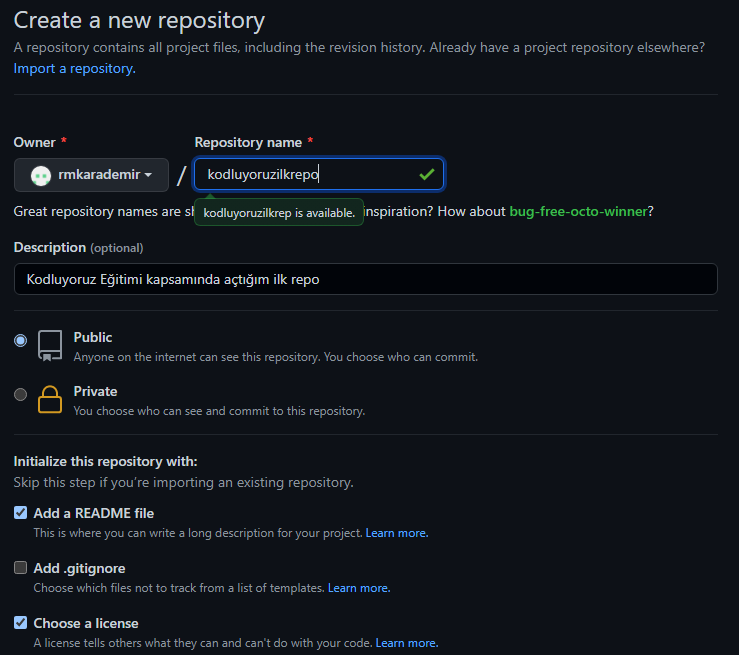 Create a new repository
A repository contains all project files, including the revision history. Already have a project repository elsewhere?
Import a repository.
Owner * Repository name *
rmkarademir / kodluyoruzilkrepo
Great repository names are sh kodluyoruzilkrep is available. inspiration? How about bug-free-octo-winner?
Description (optional)
Kodluyoruz Eğitimi kapsamında açtığım ilk repo
Public
Anyone on the internet can see this repository. You choose who can commit.
Private
You choose who can see and commit to this repository.
Initialize this repository with:
Skip this step if you're importing an existing repository.
Add a README file
This is where you can write a long description for your project. Learn more.
Add .gitignore
Choose which files not to track from a list of templates. Learn more.
Choose a license
A license tells others what they can and can't do with your code. Learn more.